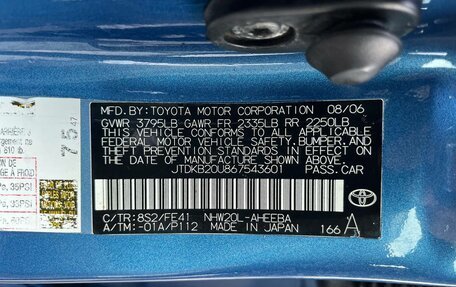 MFD.BY: TOYOTA MOTOR CORPORATION 08/06
GVWR 3795LB GAWR FR 2335LB RR 2250LB
THIS VEHICLE CONFORMS TO ALL APPLICABLE
FEDERAL MOTOR VEHICLE SAFETY, BUMPER,
AND THEFT PREVENTION STANDARDS IN EFFECT ON
THE DATE OF MANUFACTURE SHOWN ABOVE.
JTDKB20U867543601 PASS.CAR
C/TR: 8S2/FE41 NHW20L-AHEEBA
A/TM: -01A/P112 MADE IN JAPAN 166 A
TOYOTA
7547